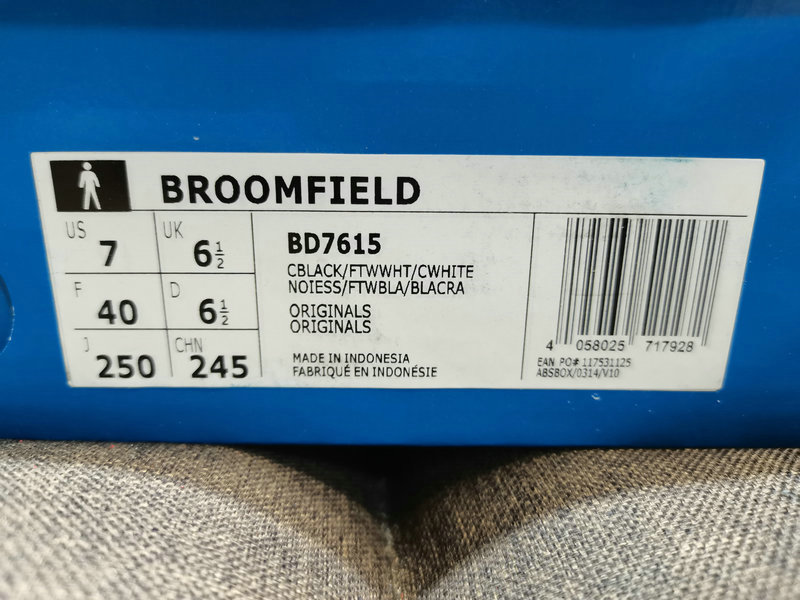 BROOMFIELD
US 7 UK 6½
F 40 D 6½
J 250 CHN 245
BD7615
CBLACK/FTWWHT/CWHITE
NOIESS/FTWBLA/BLACRA
ORIGINALS
ORIGINALS
MADE IN INDONESIA
FABRIQUÉ EN INDONÉSIE
4 058025 717928
EAN PO# 117531125
ABSBOX/0314/V10